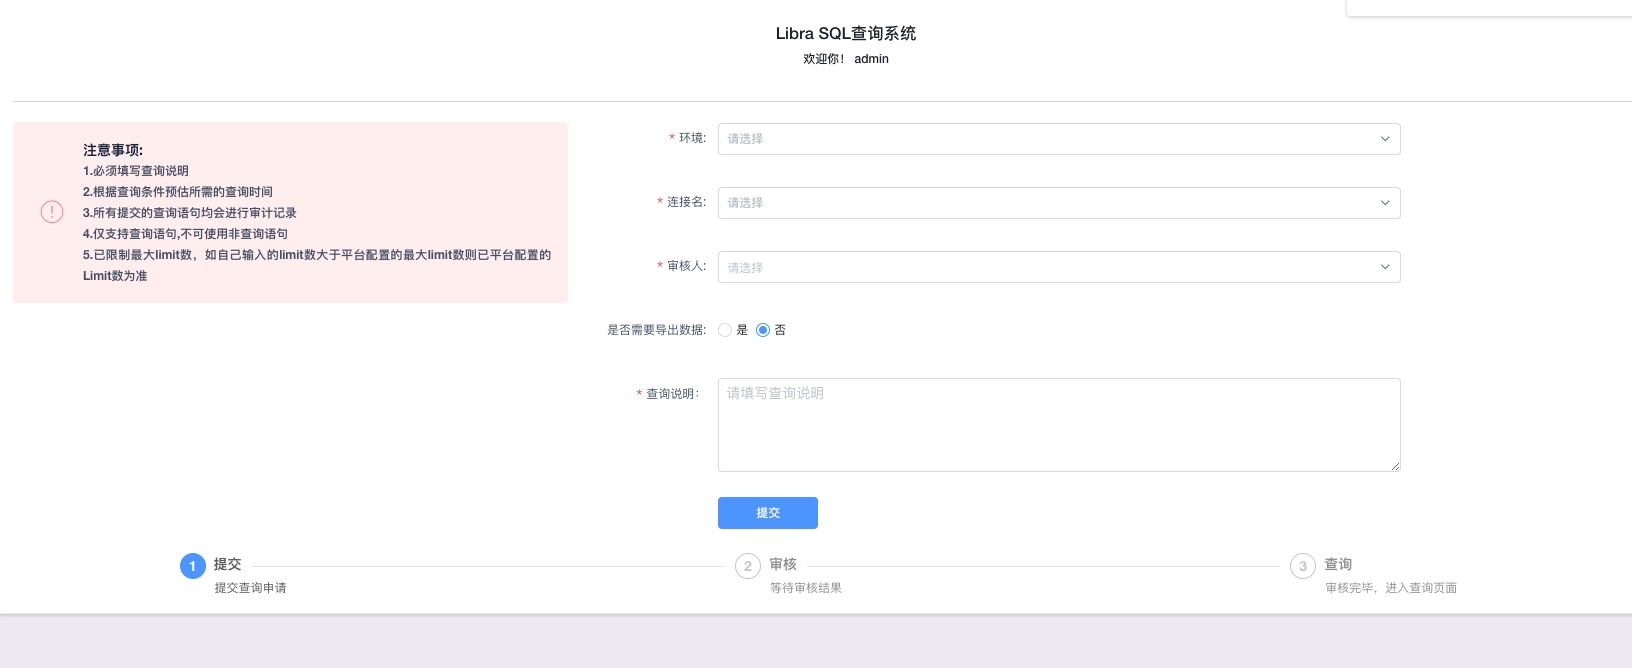 Libra SQL查询系统
欢迎你！ admin
注意事项:
1.必须填写查询说明
2.根据查询条件预估所需的查询时间
3.所有提交的查询语句均会进行审计记录
4.仅支持查询语句,不可使用非查询语句
5.已限制最大limit数，如自己输入的limit数大于平台配置的最大limit数则已平台配置的
Limit数为准
* 环境: 请选择
* 连接名: 请选择
* 审核人: 请选择
是否需要导出数据: 是 否
* 查询说明： 请填写查询说明
提交
1 提交
提交查询申请
2 审核
等待审核结果
3 查询
审核完毕，进入查询页面